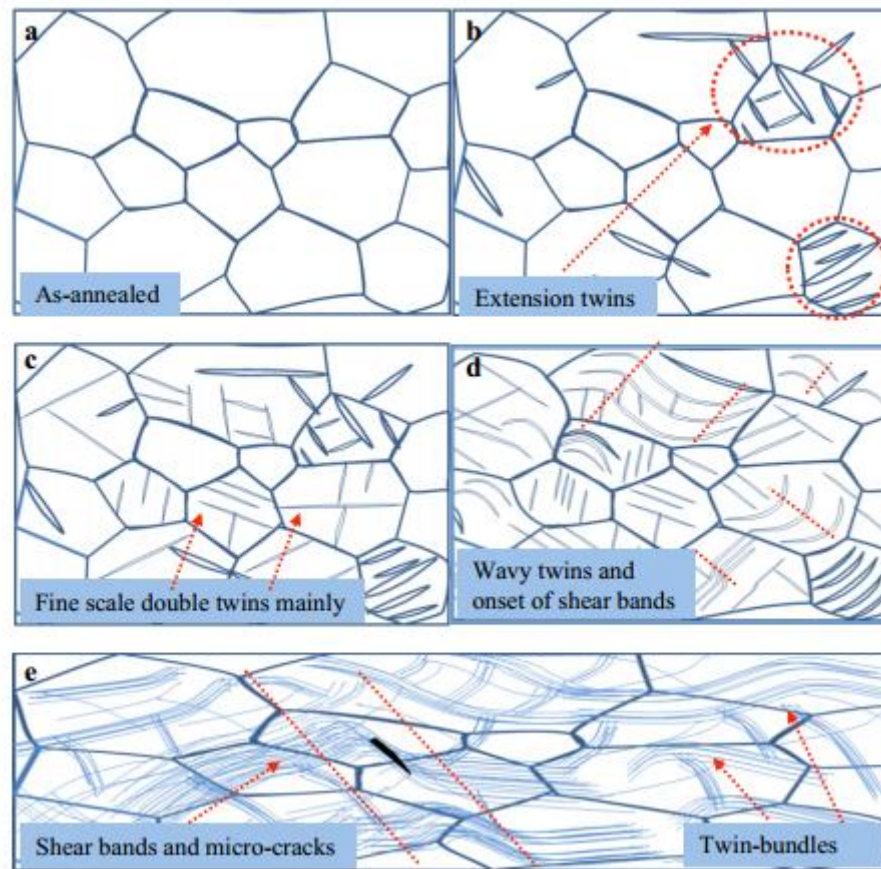 a
As-annealed
b
Extension twins
c
Fine scale double twins mainly
d
Wavy twins and
onset of shear bands
e
Shear bands and micro-cracks
Twin-bundles